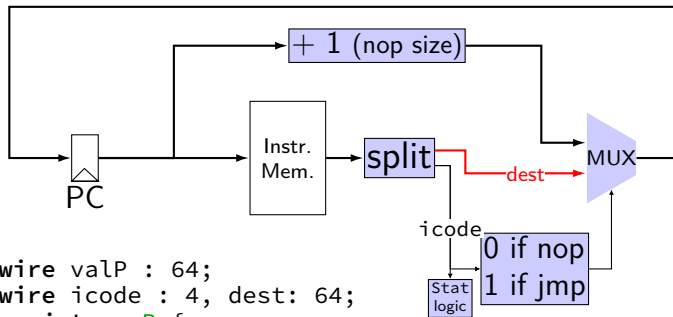 + 1 (nop size)
Instr.
Mem.
split
MUX
dest
PC
icode
0 if nop
1 if jmp
Stat
logic
wire valP : 64;
wire icode : 4, dest: 64;